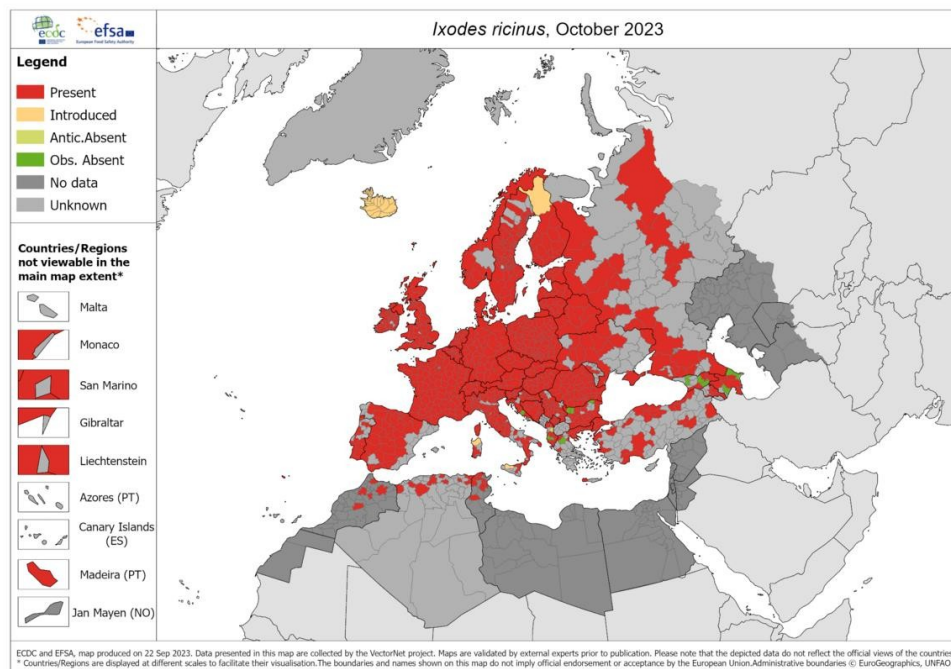 ecdc
efsa
European Food Safety Authority
Ixodes ricinus, October 2023
Legend
Present
Introduced
Antic.Absent
Obs. Absent
No data
Unknown
Countries/Regions
not viewable in the
main map extent*
Malta
Monaco
San Marino
Gibraltar
Liechtenstein
Azores (PT)
Canary Islands
(ES)
Madeira (PT)
Jan Mayen (NO)
ECDC and EFSA, map produced on 22 Sep 2023. Data presented in this map are collected by the VectorNet project. Maps are validated by external experts prior to publication. Please note that the depicted data do not reflect the official views of the countries
* Countries/Regions are displayed at different scales to facilitate their visualisation.The boundaries and names shown on this map do not imply official endorsement or acceptance by the European Union.Administrative boundaries © EuroGeographics, UN